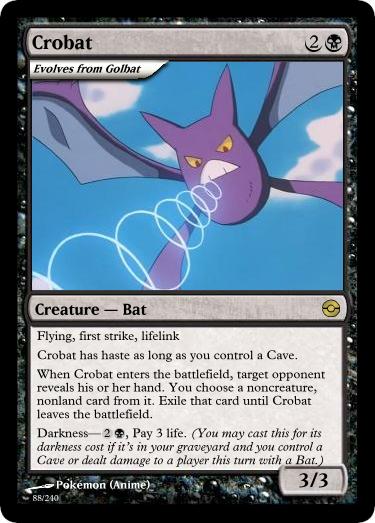 Crobat 2
Evolves from Golbat
Creature — Bat
Flying, first strike, lifelink
Crobat has haste as long as you control a Cave.
When Crobat enters the battlefield, target opponent
reveals his or her hand. You choose a noncreature,
nonland card from it. Exile that card until Crobat
leaves the battlefield.
Darkness—2, Pay 3 life. (You may cast this for its
darkness cost if it's in your graveyard and you control
a Cave or dealt damage to a player this turn with a Bat.)
3/3
Pokémon (Anime)
88/240